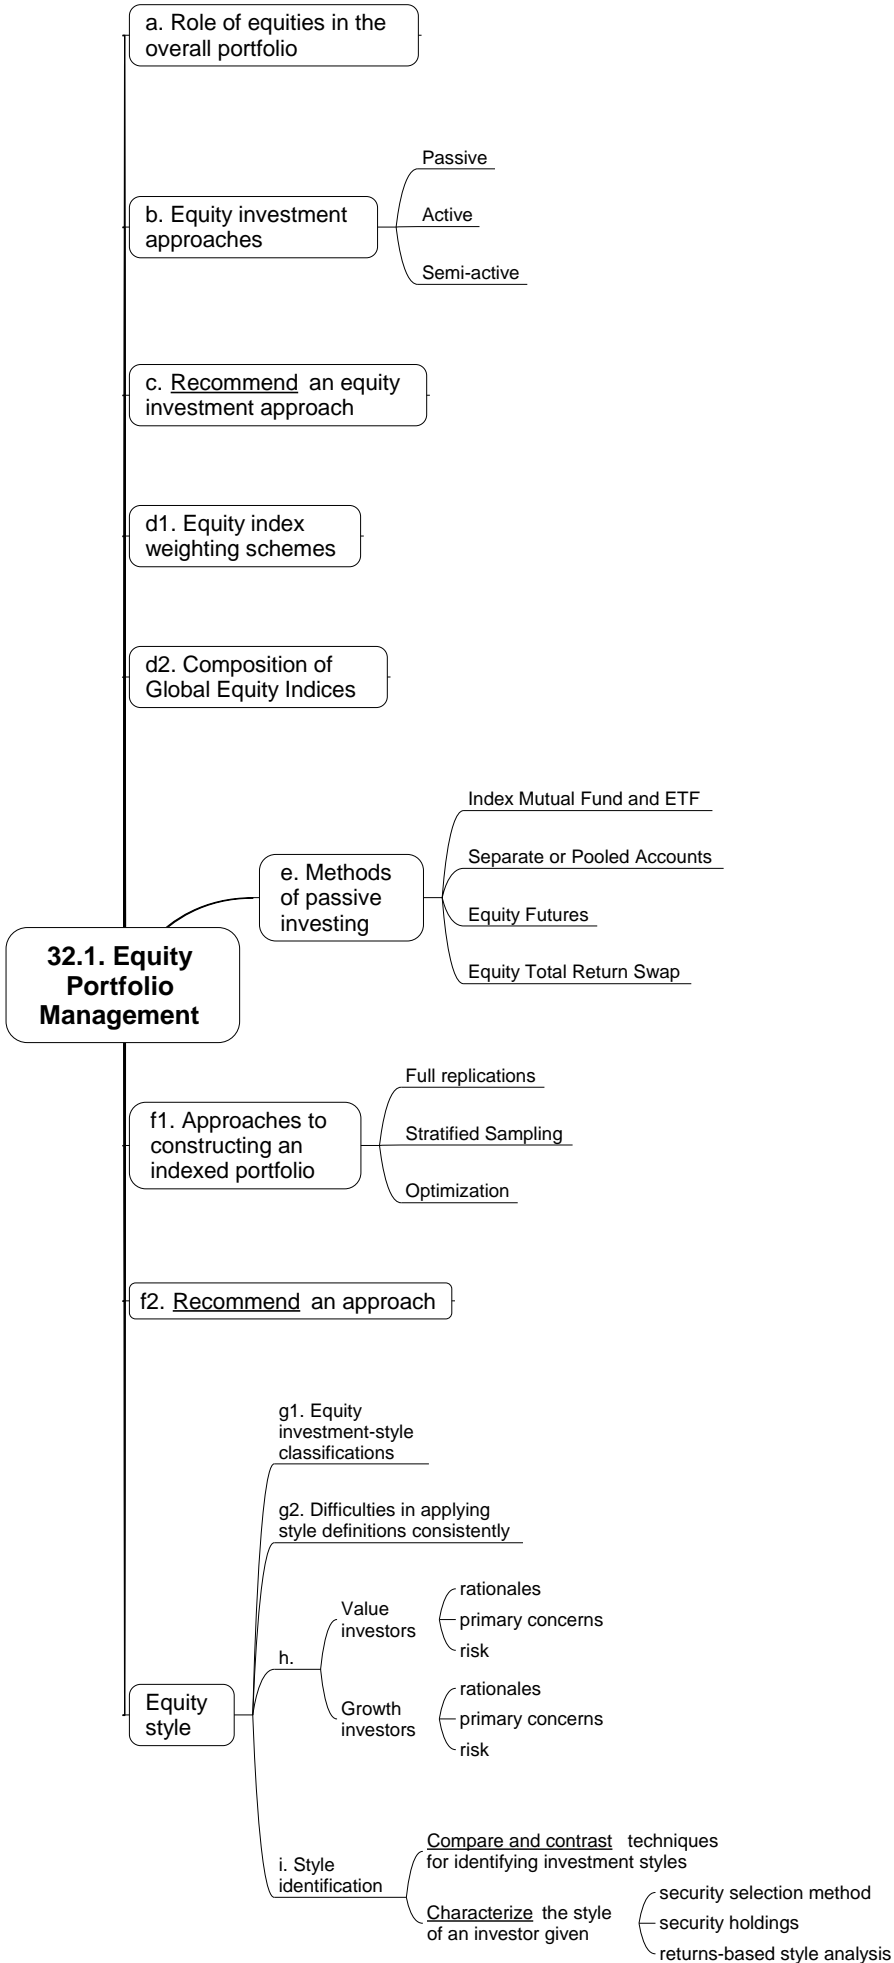 a. Role of equities in the
overall portfolio
b. Equity investment
approaches
Passive
Active
Semi-active
c. Recommend an equity
investment approach
d1. Equity index
weighting schemes
d2. Composition of
Global Equity Indices
32.1. Equity
Portfolio
Management
e. Methods
of passive
investing
Index Mutual Fund and ETF
Separate or Pooled Accounts
Equity Futures
Equity Total Return Swap
f1. Approaches to
constructing an
indexed portfolio
Full replications
Stratified Sampling
Optimization
f2. Recommend an approach
Equity
style
g1. Equity
investment-style
classifications
g2. Difficulties in applying
style definitions consistently
h.
Value
investors
rationales
primary concerns
risk
Growth
investors
rationales
primary concerns
risk
i. Style
identification
Compare and contrast techniques
for identifying investment styles
Characterize the style
of an investor given
security selection method
security holdings
returns-based style analysis